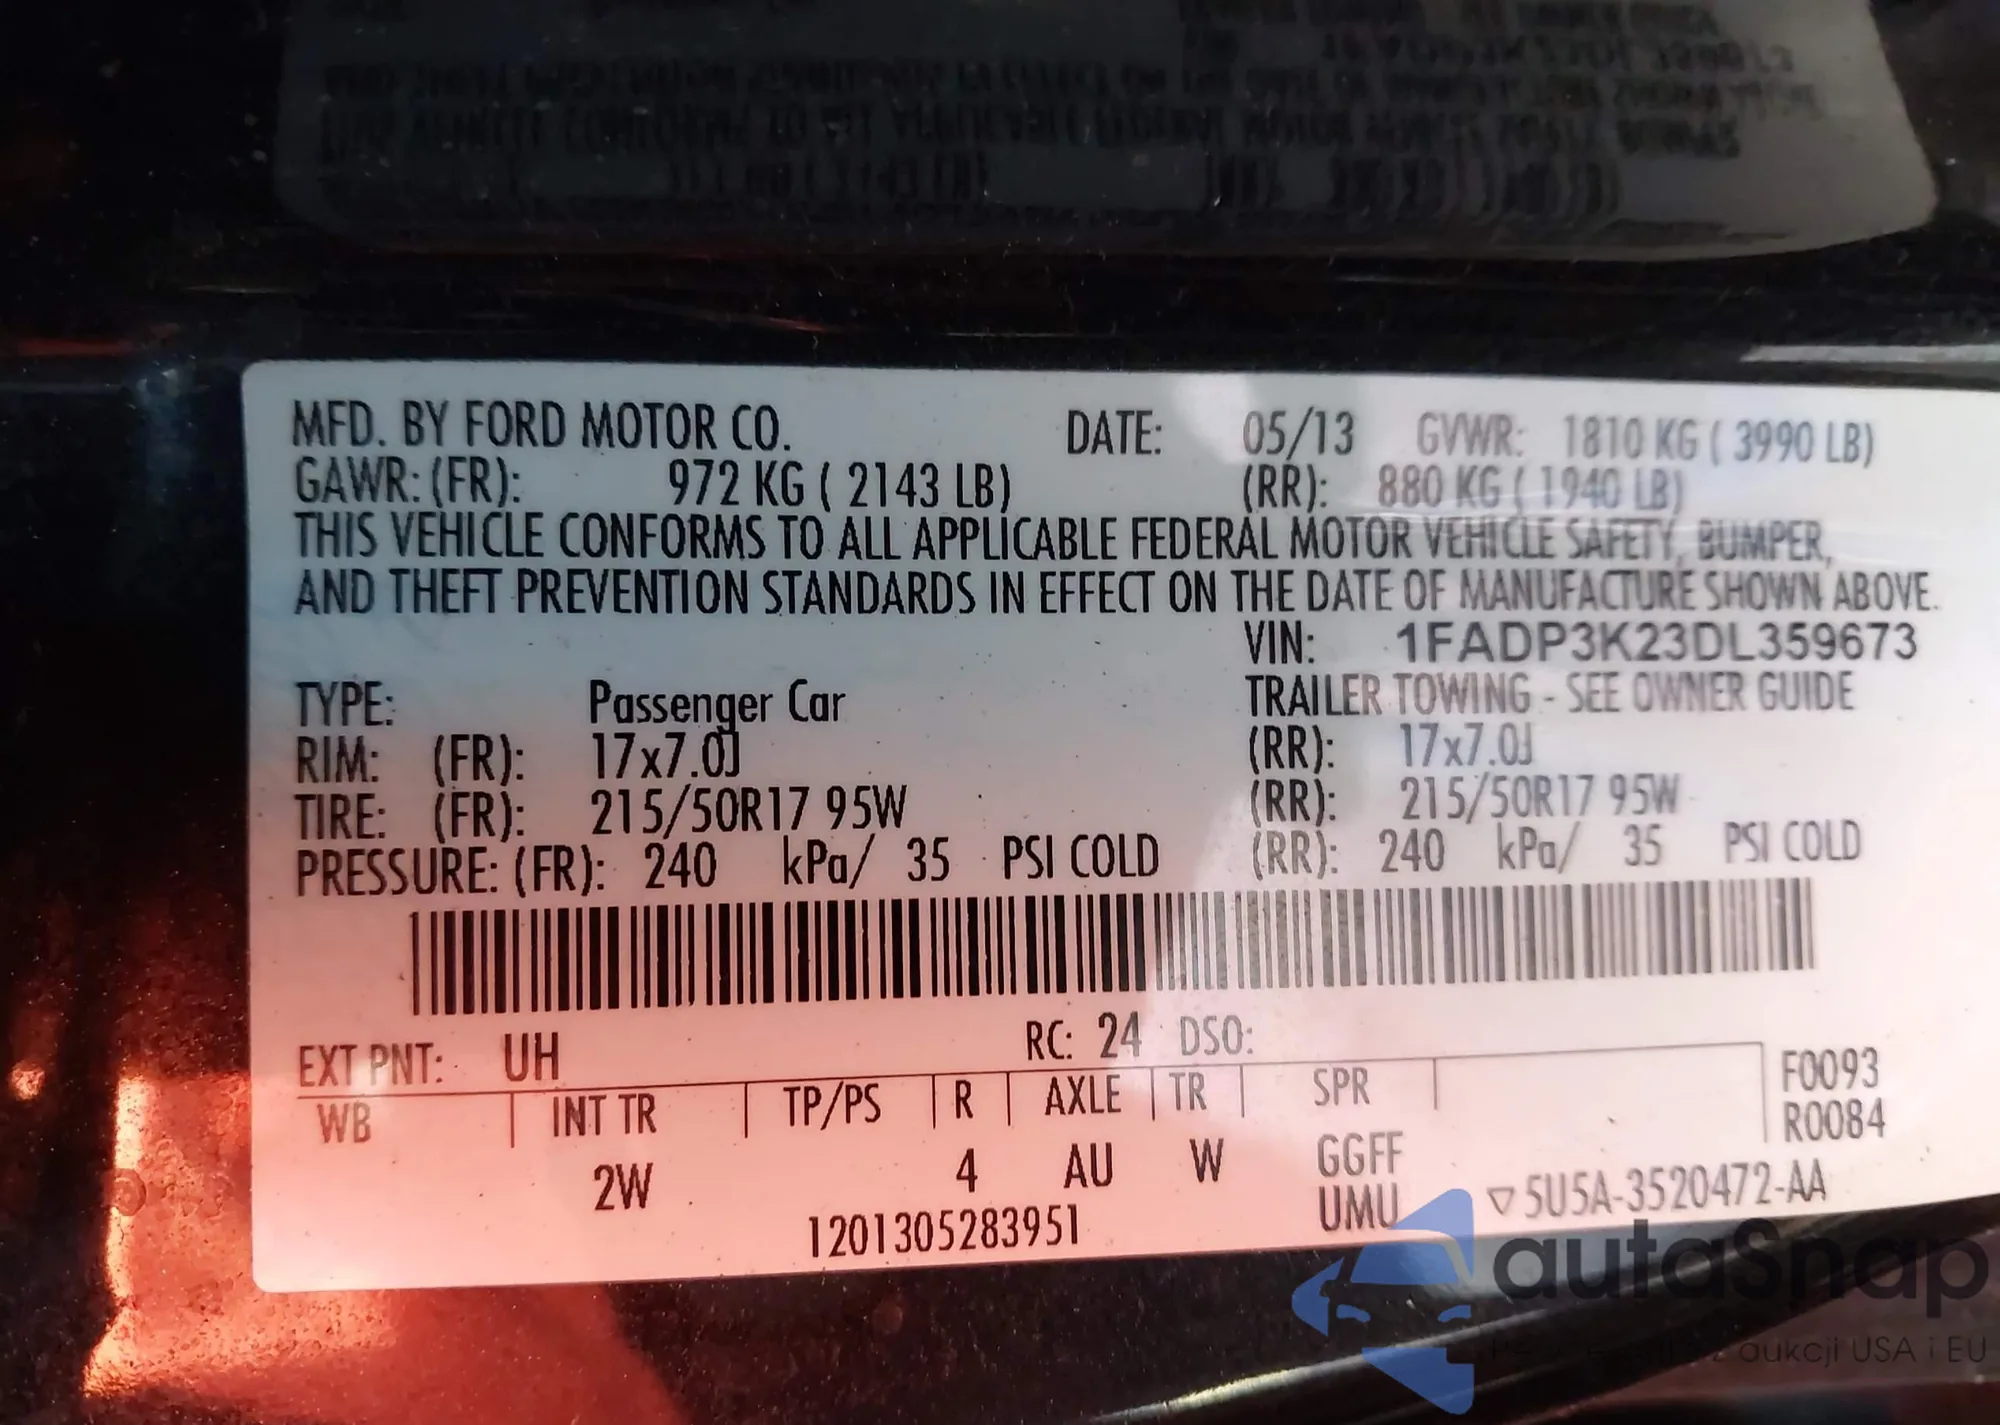 MFD. BY FORD MOTOR CO. DATE: 05/13 GVWR: 1810 KG ( 3990 LB)
GAWR: (FR): 972 KG ( 2143 LB) (RR): 880 KG ( 1940 LB)
THIS VEHICLE CONFORMS TO ALL APPLICABLE FEDERAL MOTOR VEHICLE SAFETY, BUMPER,
AND THEFT PREVENTION STANDARDS IN EFFECT ON THE DATE OF MANUFACTURE SHOWN ABOVE.
VIN: 1FADP3K23DL359673
TYPE: Passenger Car TRAILER TOWING - SEE OWNER GUIDE
RIM: (FR): 17x7.0J (RR): 17x7.0J
TIRE: (FR): 215/50R17 95W (RR): 215/50R17 95W
PRESSURE: (FR): 240 kPa/ 35 PSI COLD (RR): 240 kPa/ 35 PSI COLD
EXT PNT: UH RC: 24 DSO:
WB INT TR TP/PS R AXLE TR SPR F0093
R0084
2W 4 AU W GGFF
UMU ▽5U5A-3520472-AA
1201305283951
autoSnap
aukcji USA i EU